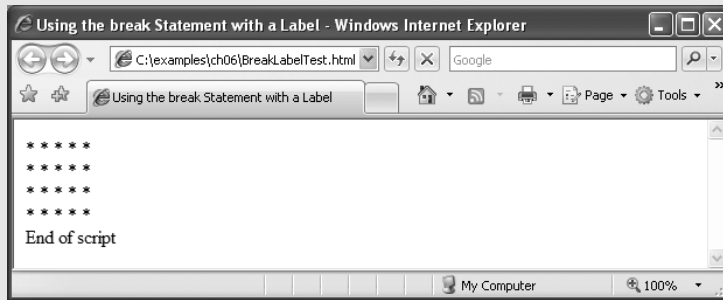 Using the break Statement with a Label - Windows Internet Explorer
C:\examples\ch06\BreakLabelTest.html
Google
Using the break Statement with a Label
Page
Tools
»
* * * * *
* * * * *
* * * * *
* * * * *
End of script
My Computer
100%